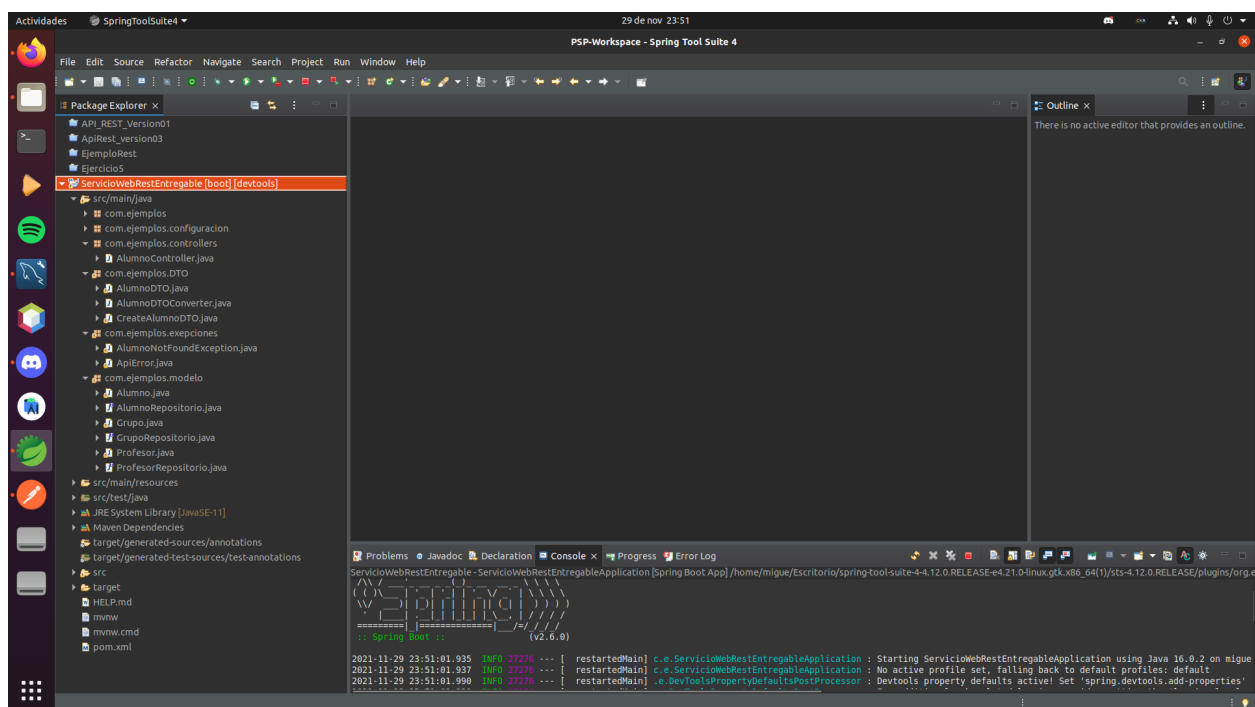 Actividades
SpringToolSuite4
29 de nov 23:51
PSP-Workspace - Spring Tool Suite 4
File Edit Source Refactor Navigate Search Project Run Window Help
Package Explorer
API_REST_Version01
ApiRest_version03
EjemploRest
Ejercicio5
ServicioWebRestEntregable [boot] [devtools]
src/main/java
com.ejemplos
com.ejemplos.configuracion
com.ejemplos.controllers
AlumnoController.java
com.ejemplos.DTO
AlumnoDTO.java
AlumnoDTOConverter.java
CreateAlumnoDTO.java
com.ejemplos.exepciones
AlumnoNotFoundException.java
ApiError.java
com.ejemplos.modelo
Alumno.java
AlumnoRepositorio.java
Grupo.java
GrupoRepositorio.java
Profesor.java
ProfesorRepositorio.java
src/main/resources
src/test/java
JRE System Library [JavaSE-11]
Maven Dependencies
target/generated-sources/annotations
target/generated-test-sources/test-annotations
src
target
HELP.md
mvnw
mvnw.cmd
pom.xml
Outline
There is no active editor that provides an outline.
Problems Javadoc Declaration Console Progress Error Log
ServicioWebRestEntregable - ServicioWebRestEntregableApplication [Spring Boot App] /home/migue/Escritorio/spring-tool-suite-4-4.12.0.RELEASE-e4.21.0-linux.gtk.x86_64(1)/sts-4.12.0.RELEASE/plugins/org.e
:: Spring Boot :: (v2.6.0)
2021-11-29 23:51:01.935 INFO 27276 --- [ restartedMain] c.e.ServicioWebRestEntregableApplication : Starting ServicioWebRestEntregableApplication using Java 16.0.2 on migue
2021-11-29 23:51:01.937 INFO 27276 --- [ restartedMain] c.e.ServicioWebRestEntregableApplication : No active profile set, falling back to default profiles: default
2021-11-29 23:51:01.990 INFO 27276 --- [ restartedMain] .e.DevToolsPropertyDefaultsPostProcessor : Devtools property defaults active! Set 'spring.devtools.add-properties'